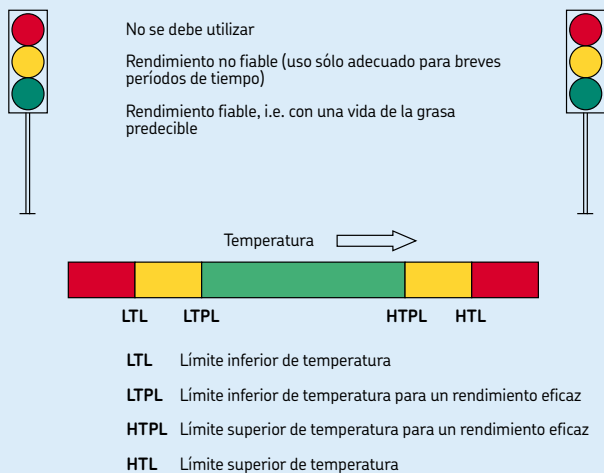 No se debe utilizar
Rendimiento no fiable (uso sólo adecuado para breves
períodos de tiempo)
Rendimiento fiable, i.e. con una vida de la grasa
predecible
Temperatura
LTL LTPL HTPL HTL
LTL Límite inferior de temperatura
LTPL Límite inferior de temperatura para un rendimiento eficaz
HTPL Límite superior de temperatura para un rendimiento eficaz
HTL Límite superior de temperatura